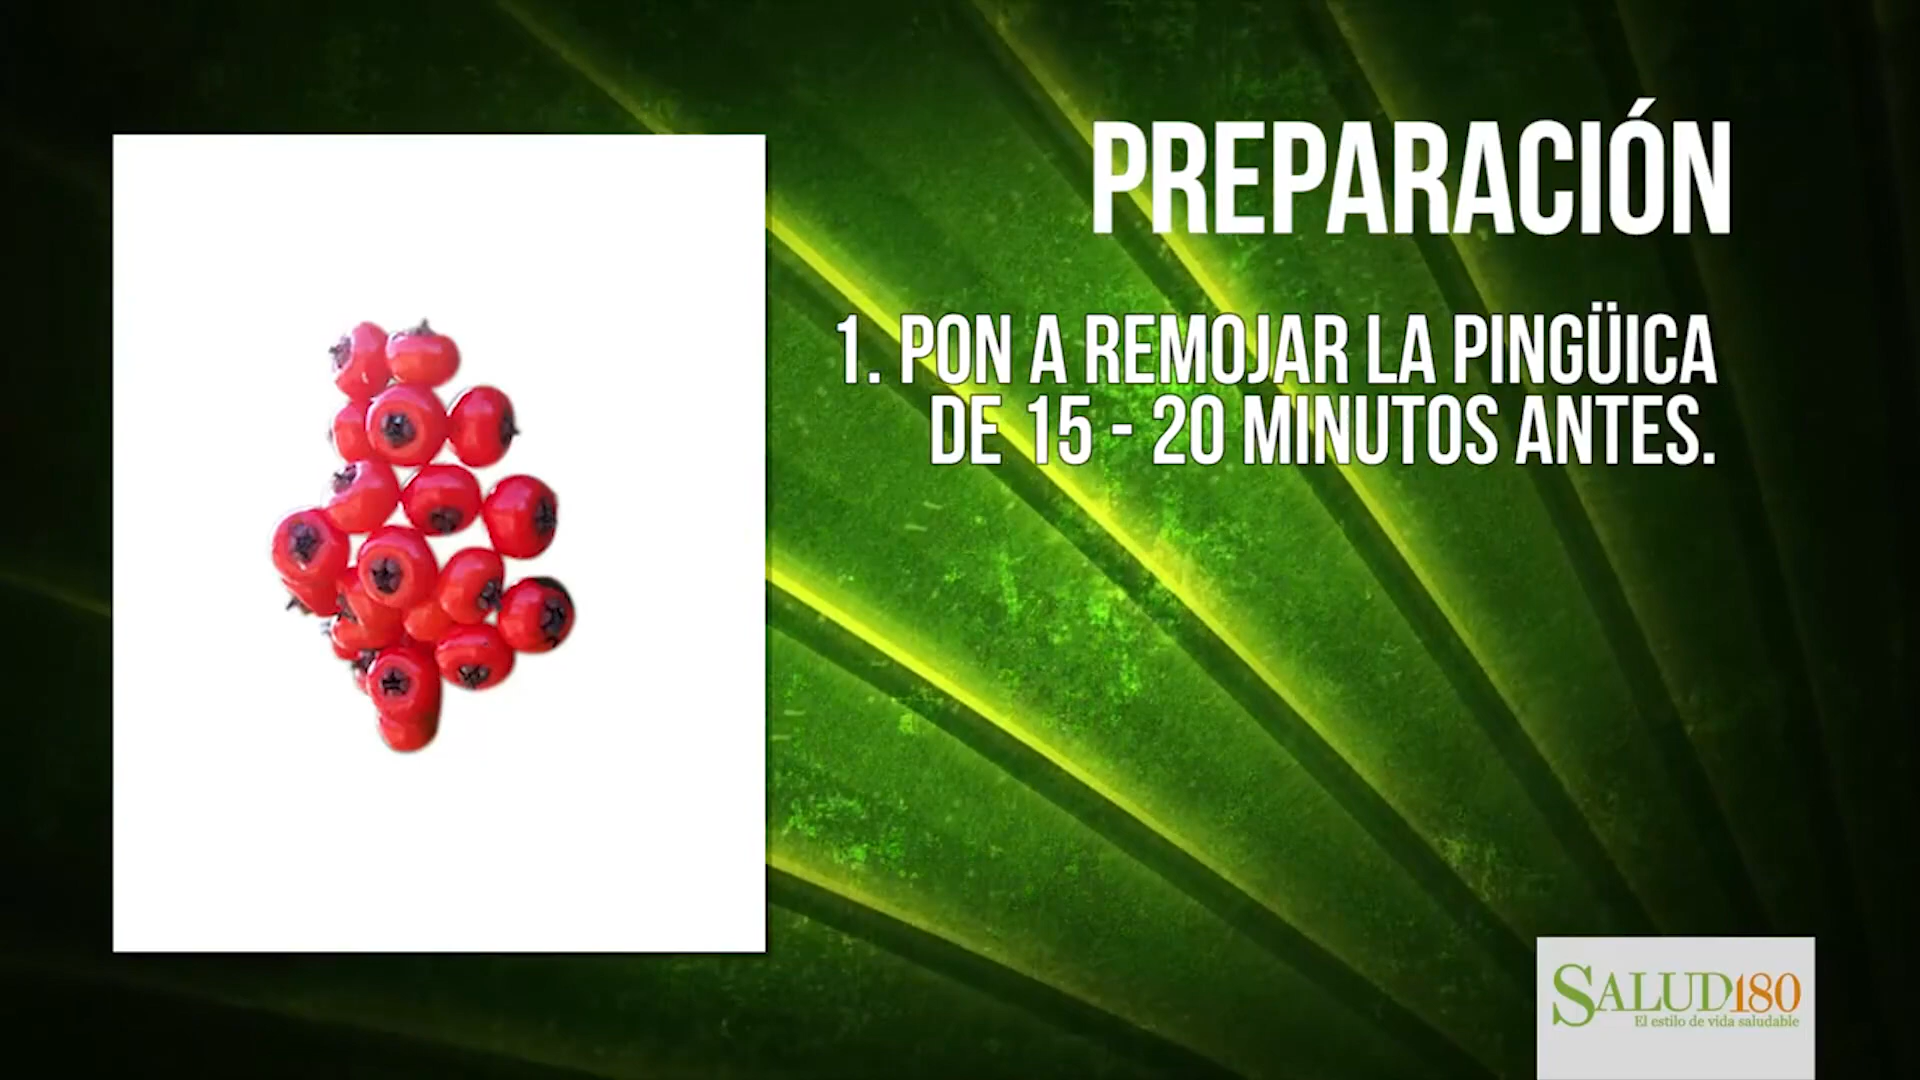 PREPARACIÓN
1. PON A REMOJAR LA PINGÜICA
DE 15 - 20 MINUTOS ANTES.
SALUD180
El estilo de vida saludable